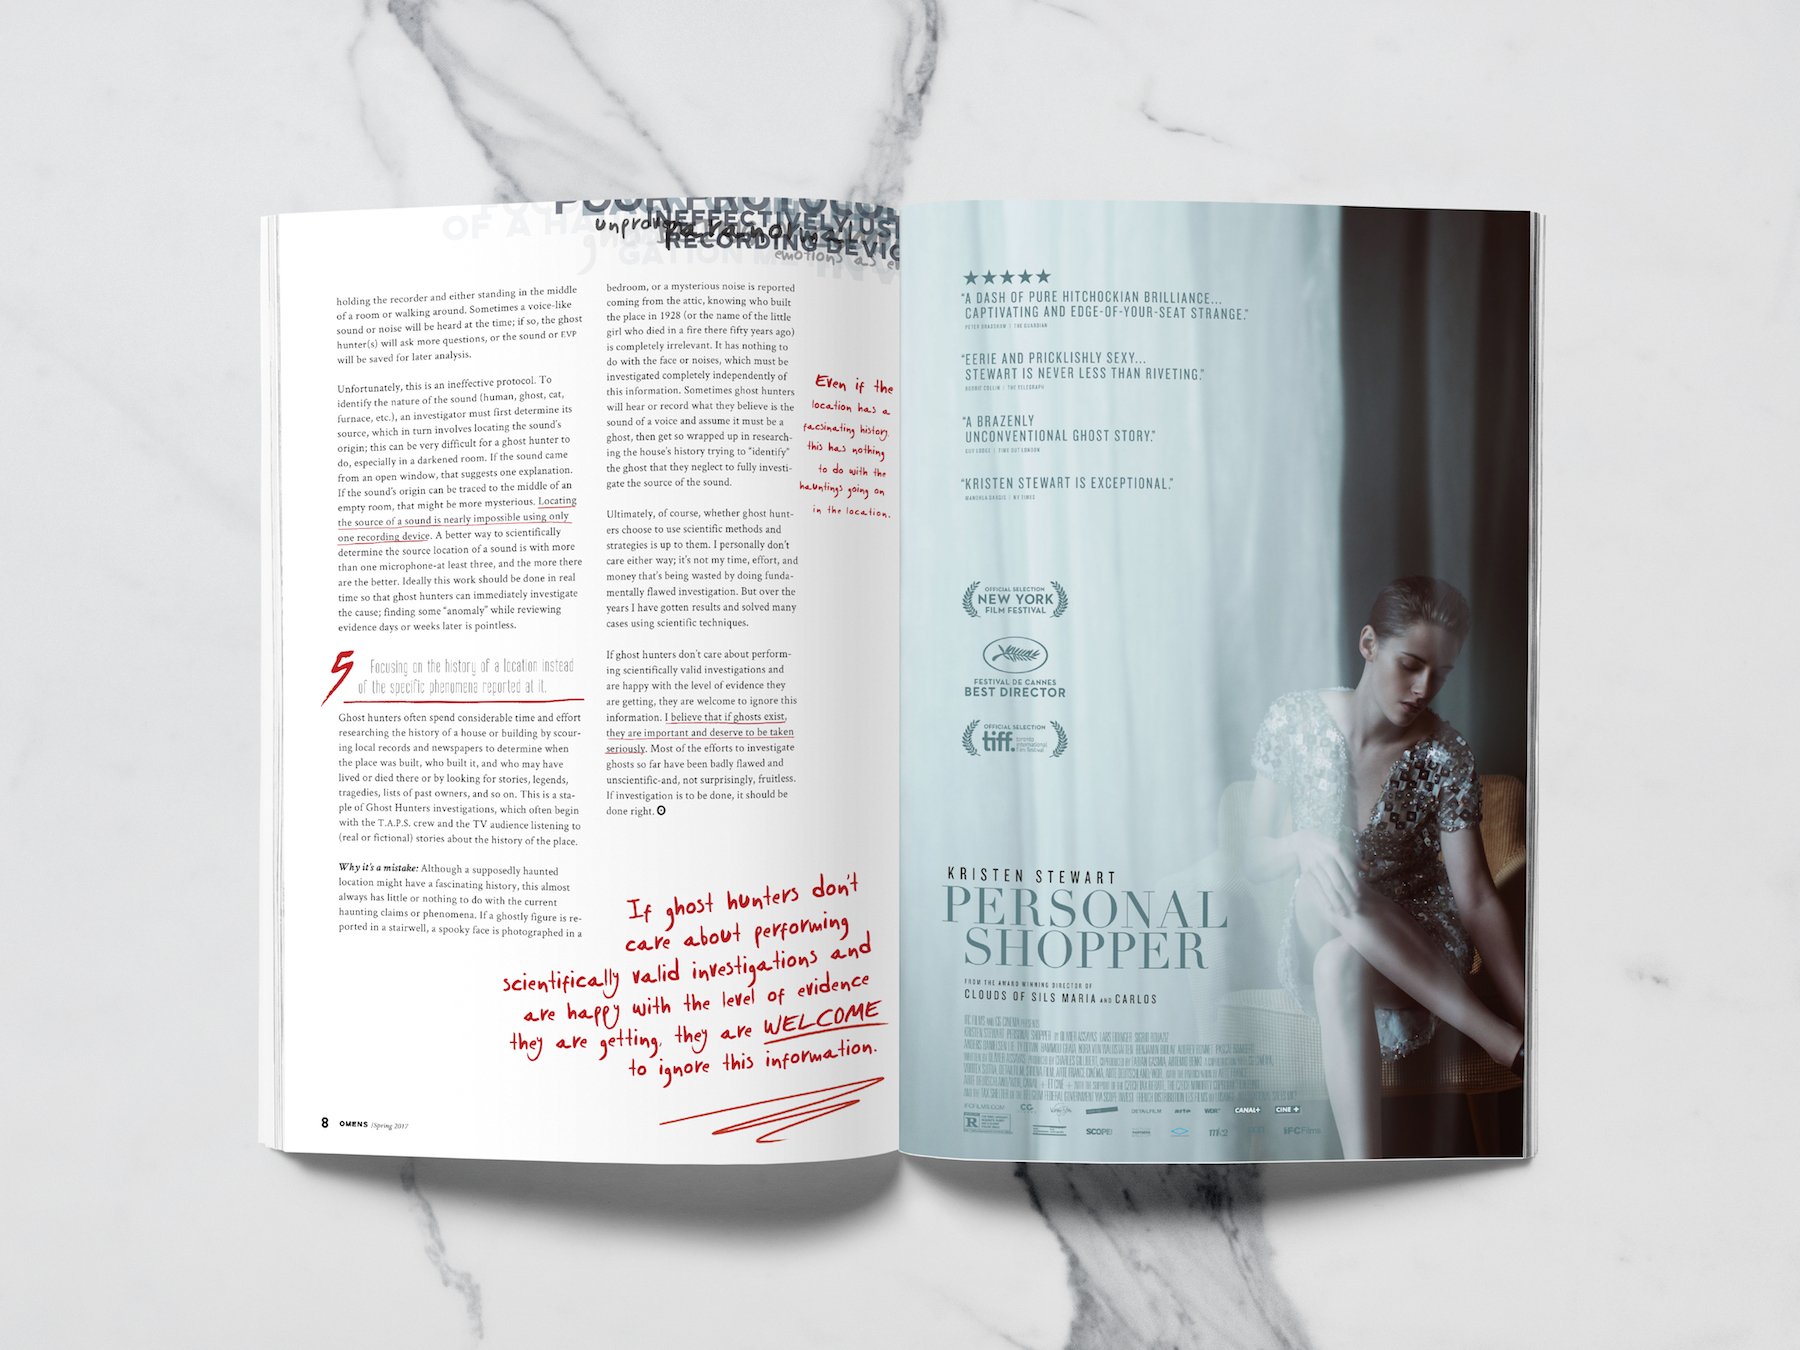 POOR PROTOCOL
OF A HA
unproven
paranormal
INEFFECTIVELY US
RECORDING DEVIC
emotions as e
GATION
holding the recorder and either standing in the middle
of a room or walking around. Sometimes a voice-like
sound or noise will be heard at the time; if so, the ghost
hunter(s) will ask more questions, or the sound or EVP
will be saved for later analysis.
Unfortunately, this is an ineffective protocol. To
identify the nature of the sound (human, ghost, cat,
furnace, etc.), an investigator must first determine its
source, which in turn involves locating the sound's
origin; this can be very difficult for a ghost hunter to
do, especially in a darkened room. If the sound came
from an open window, that suggests one explanation.
If the sound's origin can be traced to the middle of an
empty room, that might be more mysterious. Locating
the source of a sound is nearly impossible using only
one recording device. A better way to scientifically
determine the source location of a sound is with more
than one microphone-at least three, and the more there
are the better. Ideally this work should be done in real
time so that ghost hunters can immediately investigate
the cause; finding some "anomaly" while reviewing
evidence days or weeks later is pointless.
5 Focusing on the history of a location instead
of the specific phenomena reported at it.
Ghost hunters often spend considerable time and effort
researching the history of a house or building by scour-
ing local records and newspapers to determine when
the place was built, who built it, and who may have
lived or died there or by looking for stories, legends,
tragedies, lists of past owners, and so on. This is a sta-
ple of Ghost Hunters investigations, which often begin
with the T.A.P.S. crew and the TV audience listening to
(real or fictional) stories about the history of the place.
Why it's a mistake: Although a supposedly haunted
location might have a fascinating history, this almost
always has little or nothing to do with the current
haunting claims or phenomena. If a ghostly figure is re-
ported in a stairwell, a spooky face is photographed in a
bedroom, or a mysterious noise is reported
coming from the attic, knowing who built
the place in 1928 (or the name of the little
girl who died in a fire there fifty years ago)
is completely irrelevant. It has nothing to
do with the face or noises, which must be
investigated completely independently of
this information. Sometimes ghost hunters
will hear or record what they believe is the
sound of a voice and assume it must be a
ghost, then get so wrapped up in research-
ing the house's history trying to "identify"
the ghost that they neglect to fully investi-
gate the source of the sound.
Ultimately, of course, whether ghost hunt-
ers choose to use scientific methods and
strategies is up to them. I personally don't
care either way; it's not my time, effort, and
money that's being wasted by doing funda-
mentally flawed investigation. But over the
years I have gotten results and solved many
cases using scientific techniques.
If ghost hunters don't care about perform-
ing scientifically valid investigations and
are happy with the level of evidence they
are getting, they are welcome to ignore this
information. I believe that if ghosts exist,
they are important and deserve to be taken
seriously. Most of the efforts to investigate
ghosts so far have been badly flawed and
unscientific-and, not surprisingly, fruitless.
If investigation is to be done, it should be
done right.
Even if the
location has a
facsinating history,
this has nothing
to do with the
hauntings going on
in the location.
If ghost hunters don't
care about performing
scientifically valid investigations and
are happy with the level of evidence
they are getting, they are WELCOME
to ignore this information.
8 OMENS /Spring 2017
★★★★★
"A DASH OF PURE HITCHOCKIAN BRILLIANCE...
CAPTIVATING AND EDGE-OF-YOUR-SEAT STRANGE."
PETER BRADSHAW | THE GUARDIAN
"EERIE AND PRICKLISHLY SEXY...
STEWART IS NEVER LESS THAN RIVETING."
ROBBIE COLLIN | THE TELEGRAPH
"A BRAZENLY
UNCONVENTIONAL GHOST STORY."
GUY LODGE | TIME OUT LONDON
"KRISTEN STEWART IS EXCEPTIONAL."
MANOHLA DARGIS | NY TIMES
OFFICIAL SELECTION
NEW YORK
FILM FESTIVAL
FESTIVAL DE CANNES
BEST DIRECTOR
OFFICIAL SELECTION
tiff. toronto
international
film festival
KRISTEN STEWART
PERSONAL
SHOPPER
FROM THE AWARD WINNING DIRECTOR OF
CLOUDS OF SILS MARIA AND CARLOS
IFC FILMS AND CG CINEMA PRESENTS
IFCFILMS.COM
CG
DETAILFILM
arte
WDR
CANAL+
CINE+
R
SCOPE
mk2
IFC Films